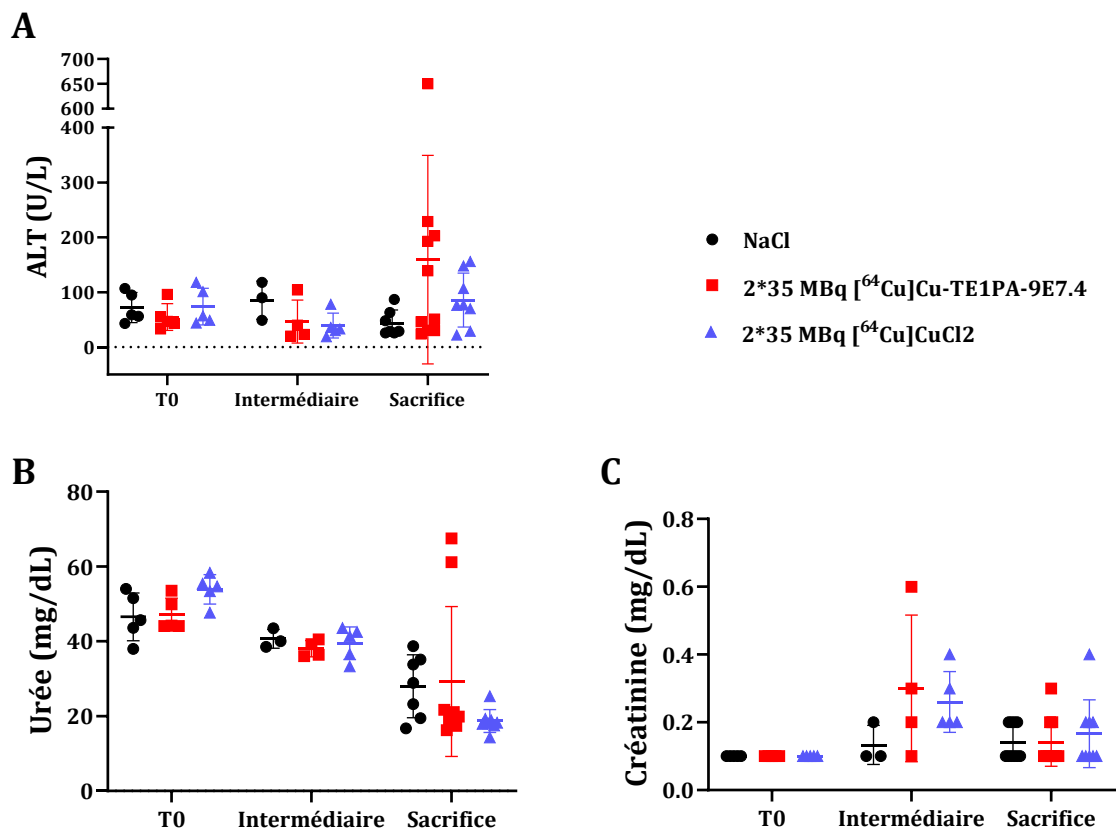 A
ALT (U/L)
700
650
600
400
300
200
100
0
T0 Intermédiaire Sacrifice
NaCl
2*35 MBq [⁶⁴Cu]Cu-TE1PA-9E7.4
2*35 MBq [⁶⁴Cu]CuCl2
B
Urée (mg/dL)
80
60
40
20
0
T0 Intermédiaire Sacrifice
C
Créatinine (mg/dL)
0.8
0.6
0.4
0.2
0.0
T0 Intermédiaire Sacrifice